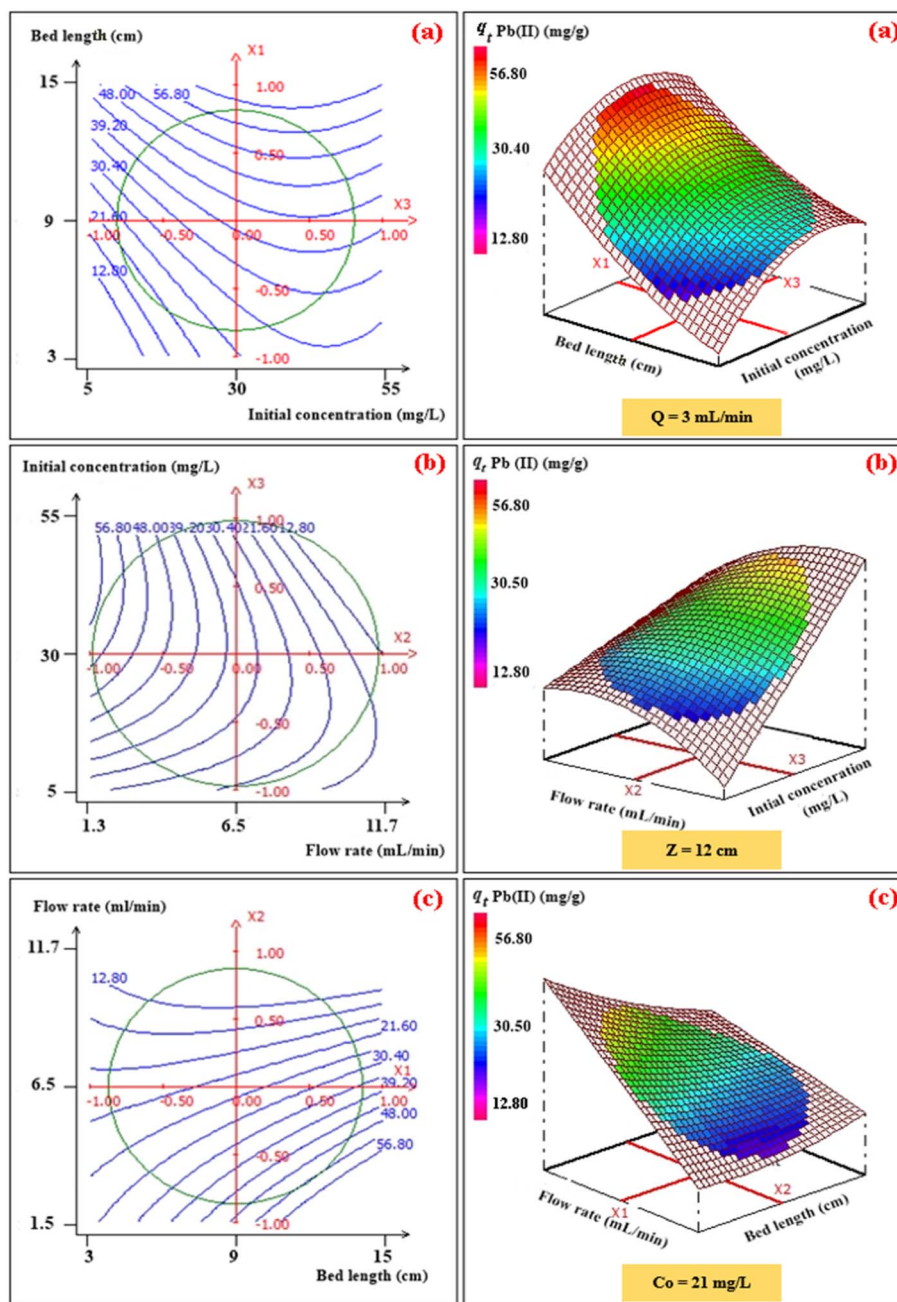 Bed length (cm)
(a)
X1
15
1.00
48.00
56.80
39.20
30.40
0.50
X3
9
21.60
-1.00
-0.50
0.00
0.50
1.00
12.80
-0.50
3
-1.00
5
30
55
Initial concentration (mg/L)
qt Pb(II) (mg/g)
(a)
56.80
30.40
12.80
X1
X3
Bed length (cm)
Initial concentration
(mg/L)
Q = 3 mL/min
Initial concentration (mg/L)
(b)
X3
55
1.00
56.80
48.00
39.20
30.40
21.60
12.80
0.50
X2
30
-1.00
-0.50
0.00
0.50
1.00
-0.50
5
-1.00
1.3
6.5
11.7
Flow rate (mL/min)
qt Pb (II) (mg/g)
(b)
56.80
30.50
12.80
X2
X3
Flow rate (mL/min)
Intial concenration
(mg/L)
Z = 12 cm
Flow rate (ml/min)
(c)
X2
11.7
1.00
12.80
0.50
21.60
30.40
X1
6.5
39.20
-1.00
-0.50
0.00
0.50
1.00
48.00
56.80
-0.50
1.5
-1.00
3
9
15
Bed length (cm)
qt Pb(II) (mg/g)
(c)
56.80
30.50
12.80
X1
X2
Flow rate (mL/min)
Bed length (cm)
Co = 21 mg/L